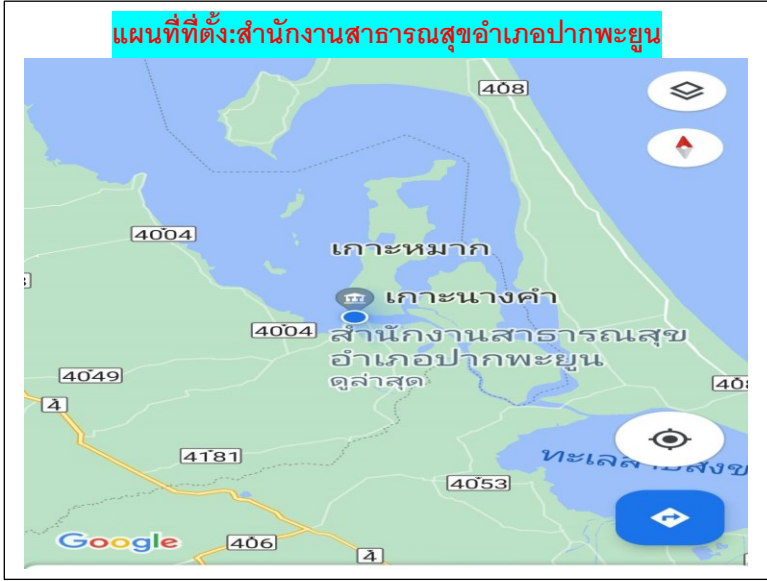 แผนที่ที่ตั้ง:สำนักงานสาธารณสุขอำเภอปากพะยูน
408
4004
เกาะหมาก
เกาะนางคำ
4004
สำนักงานสาธารณสุข
อำเภอปากพะยูน
ดูล่าสุด
4049
4
4181
4053
Google
406
4